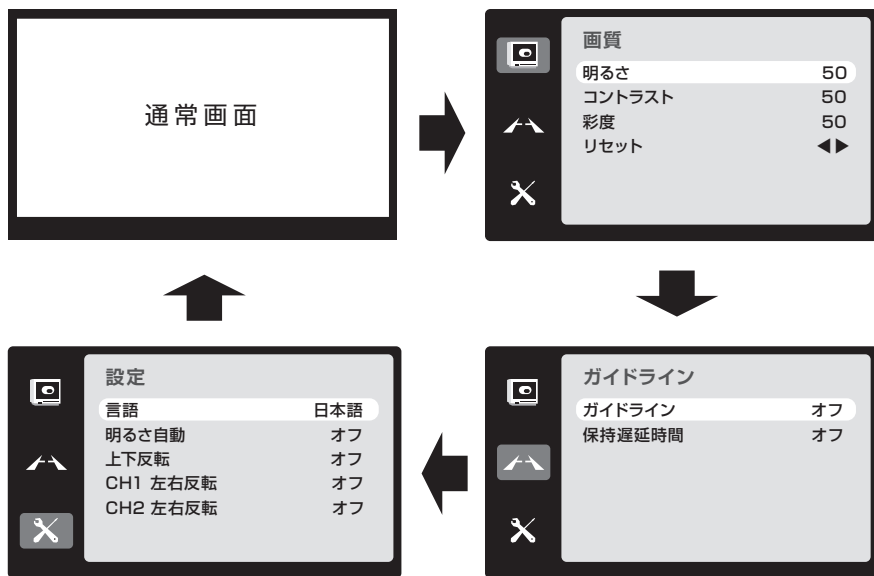 通常画面
画質
明るさ 50
コントラスト 50
彩度 50
リセット ◀▶
設定
言語 日本語
明るさ自動 オフ
上下反転 オフ
CH1 左右反転 オフ
CH2 左右反転 オフ
ガイドライン
ガイドライン オフ
保持遅延時間 オフ